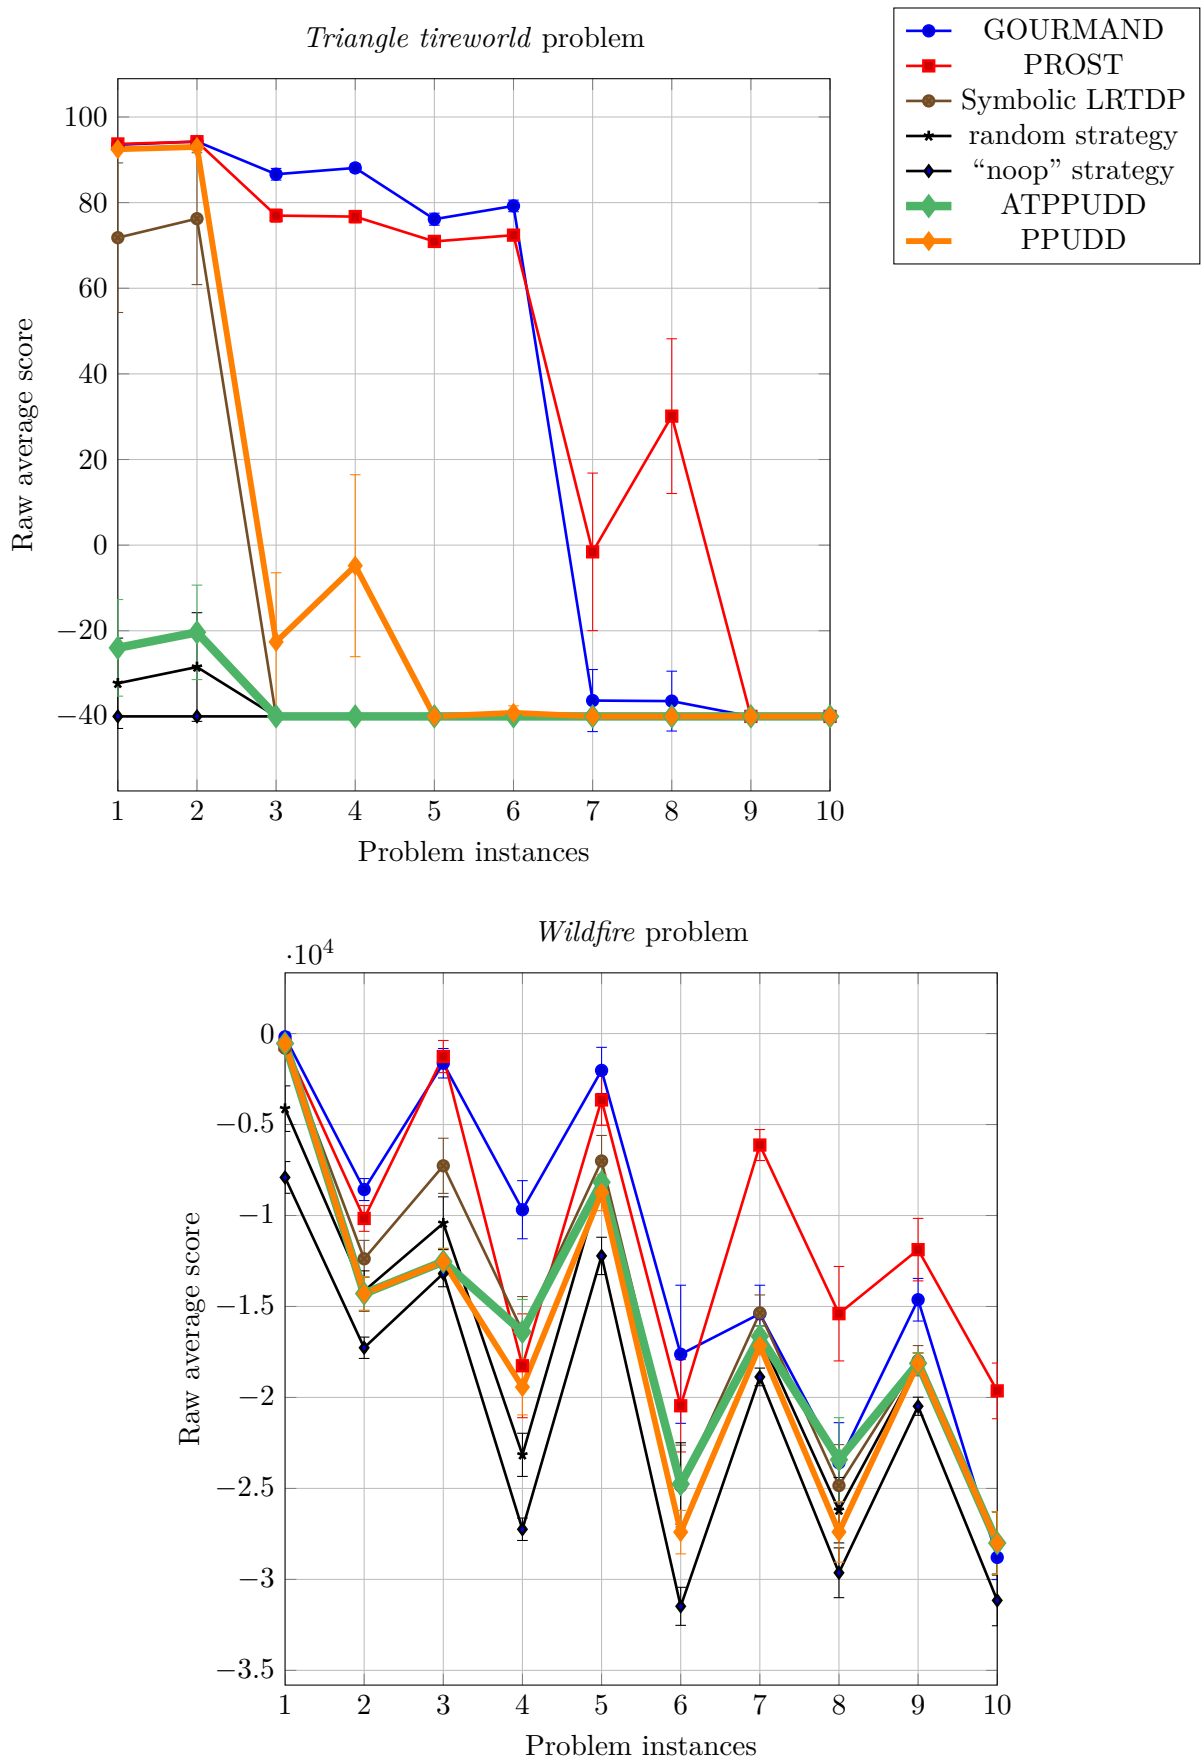 Triangle tireworld problem
GOURMAND
PROST
Symbolic LRTDP
random strategy
“noop” strategy
ATPPUDD
PPUDD
100
80
60
40
20
0
−20
−40
Raw average score
1 2 3 4 5 6 7 8 9 10
Problem instances
Wildfire problem
·10^4
0
−0.5
−1
−1.5
−2
−2.5
−3
−3.5
Raw average score
1 2 3 4 5 6 7 8 9 10
Problem instances